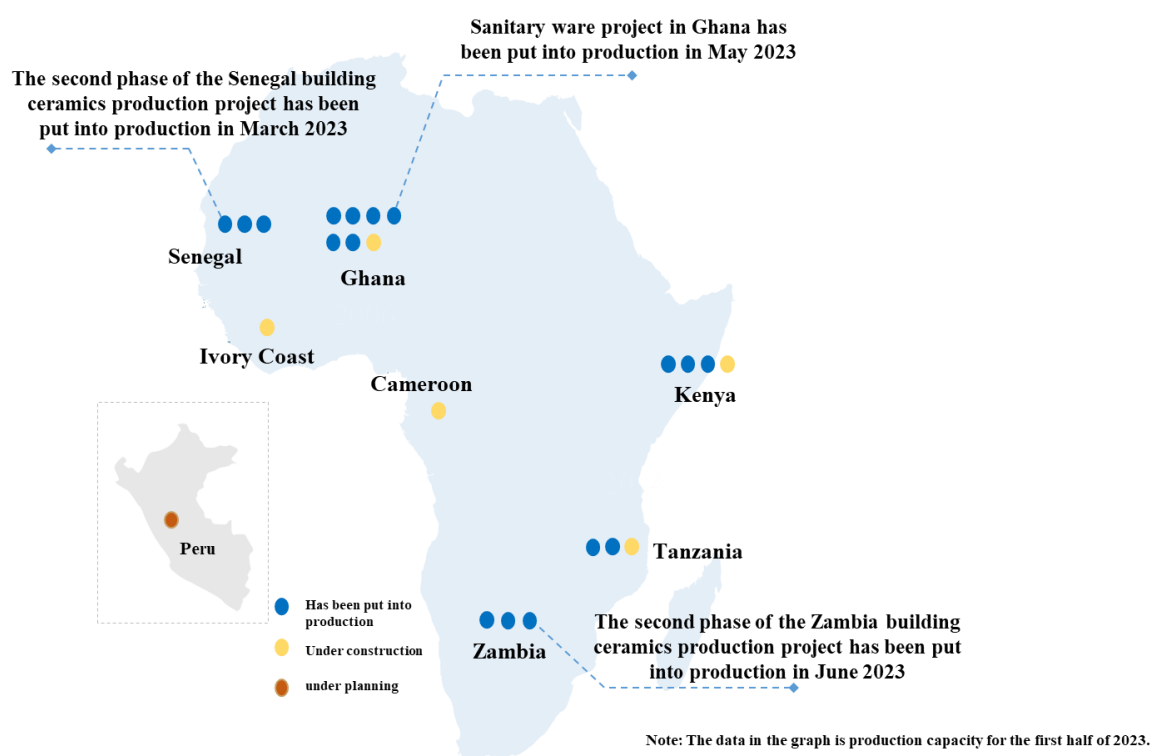 Sanitary ware project in Ghana has
been put into production in May 2023
The second phase of the Senegal building
ceramics production project has been
put into production in March 2023
Senegal
Ghana
Ivory Coast
Cameroon
Kenya
Peru
Tanzania
Has been put into
production
Under construction
under planning
Zambia
The second phase of the Zambia building
ceramics production project has been put
into production in June 2023
Note: The data in the graph is production capacity for the first half of 2023.